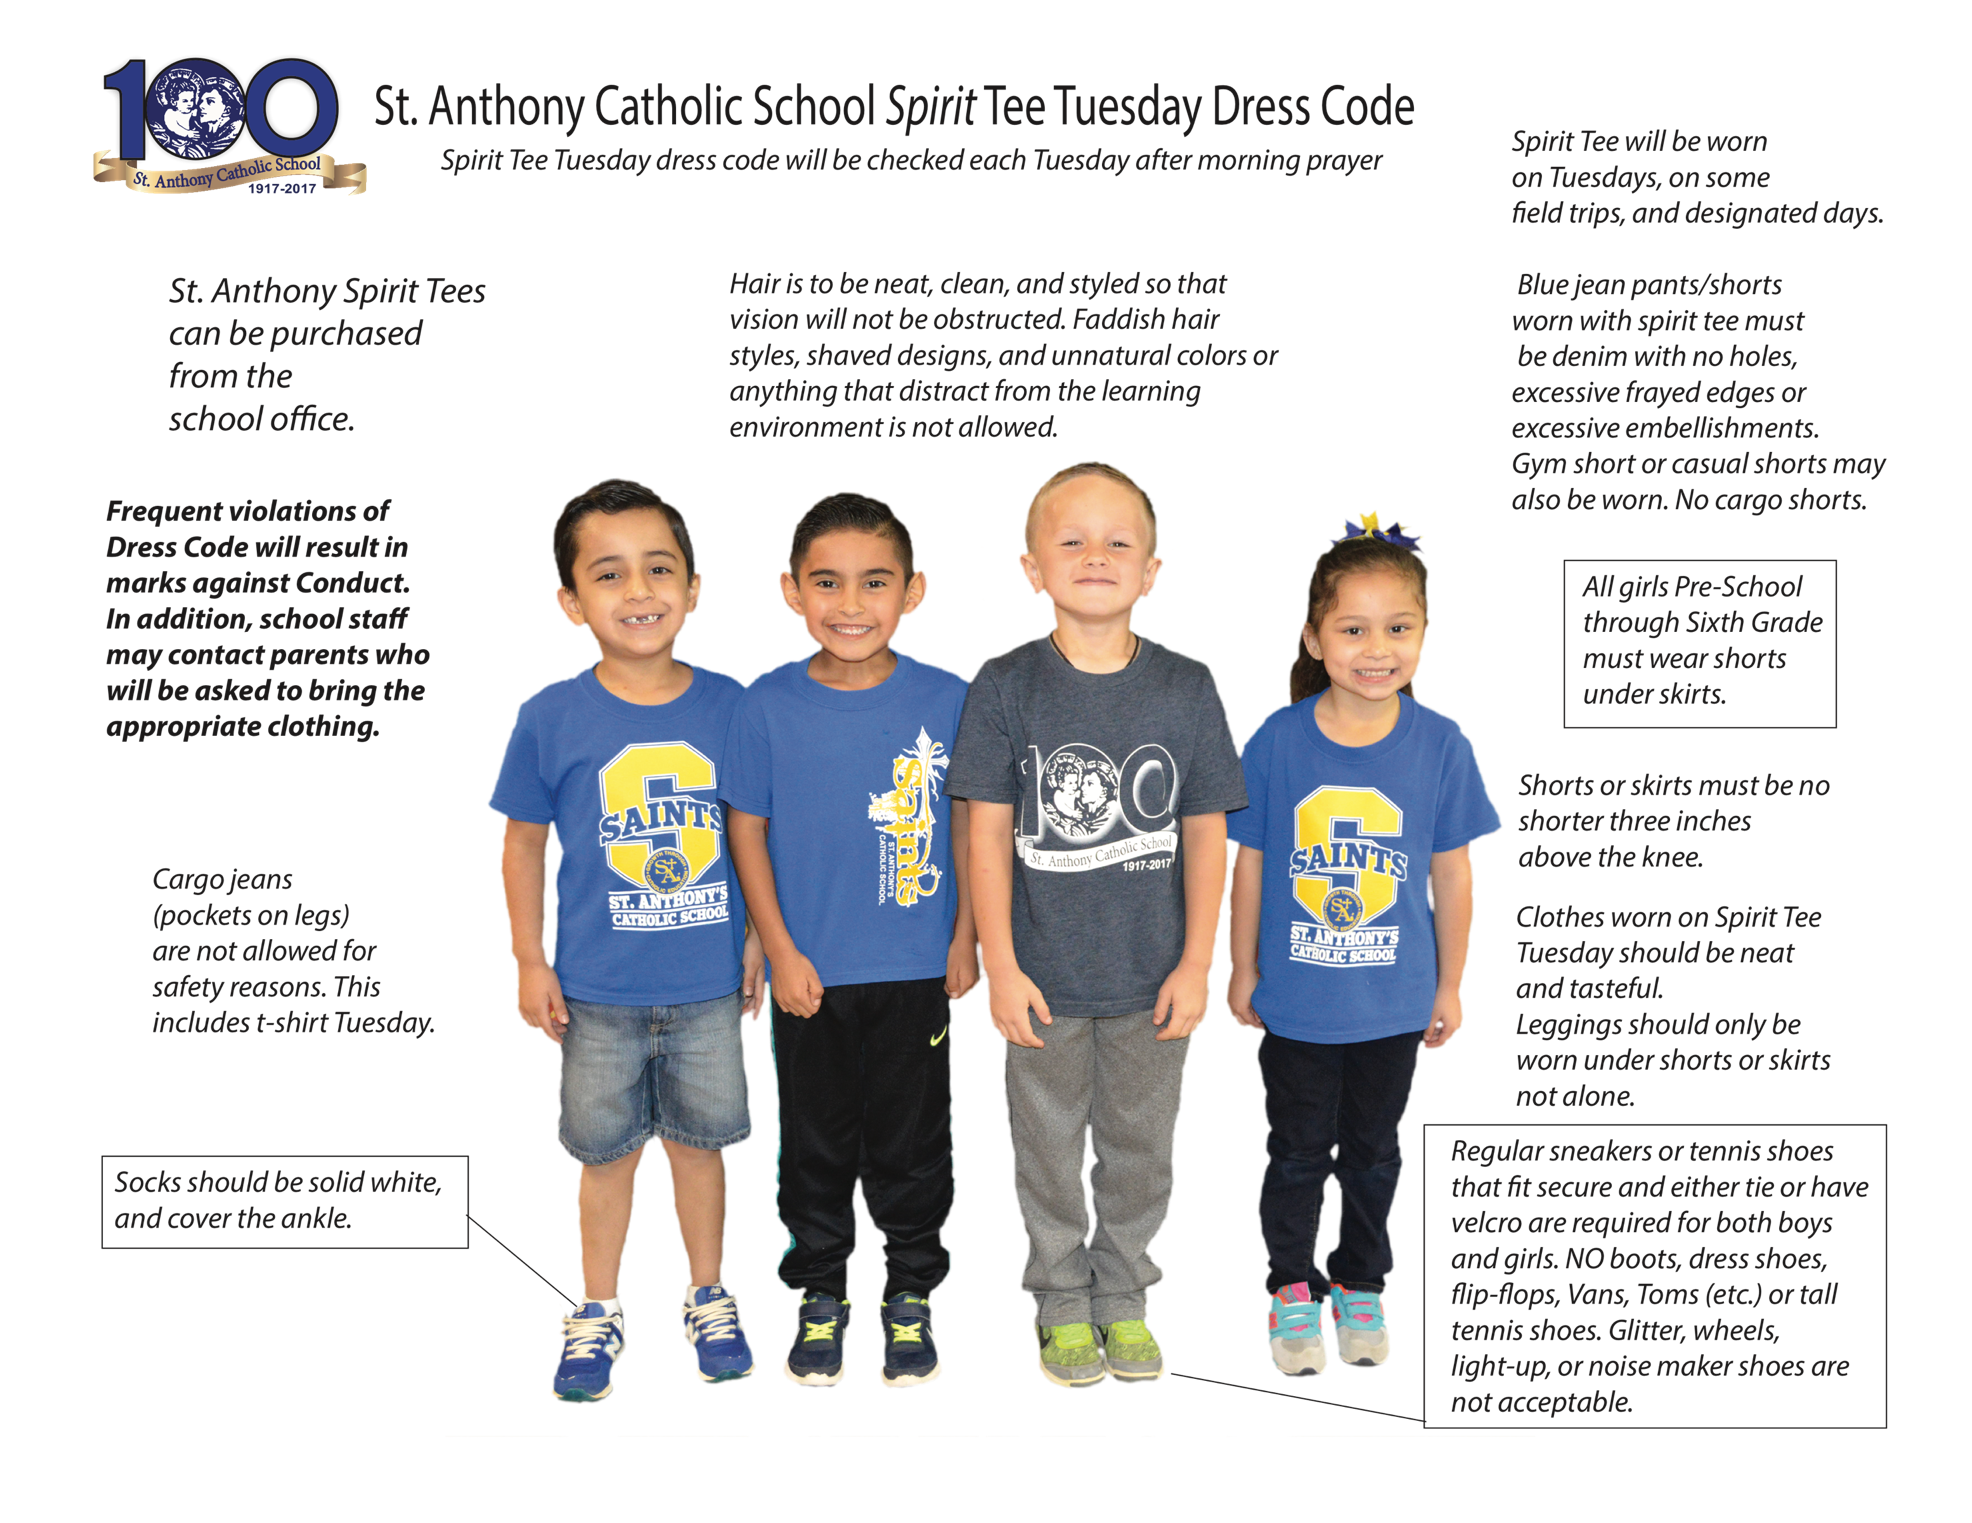 100
St. Anthony Catholic School
1917-2017
St. Anthony Catholic School Spirit Tee Tuesday Dress Code
Spirit Tee Tuesday dress code will be checked each Tuesday after morning prayer
Spirit Tee will be worn
on Tuesdays, on some
field trips, and designated days.
St. Anthony Spirit Tees
can be purchased
from the
school office.
Hair is to be neat, clean, and styled so that
vision will not be obstructed. Faddish hair
styles, shaved designs, and unnatural colors or
anything that distract from the learning
environment is not allowed.
Blue jean pants/shorts
worn with spirit tee must
be denim with no holes,
excessive frayed edges or
excessive embellishments.
Gym short or casual shorts may
also be worn. No cargo shorts.
Frequent violations of
Dress Code will result in
marks against Conduct.
In addition, school staff
may contact parents who
will be asked to bring the
appropriate clothing.
All girls Pre-School
through Sixth Grade
must wear shorts
under skirts.
Shorts or skirts must be no
shorter three inches
above the knee.
Cargo jeans
(pockets on legs)
are not allowed for
safety reasons. This
includes t-shirt Tuesday.
Clothes worn on Spirit Tee
Tuesday should be neat
and tasteful.
Leggings should only be
worn under shorts or skirts
not alone.
Socks should be solid white,
and cover the ankle.
Regular sneakers or tennis shoes
that fit secure and either tie or have
velcro are required for both boys
and girls. NO boots, dress shoes,
flip-flops, Vans, Toms (etc.) or tall
tennis shoes. Glitter, wheels,
light-up, or noise maker shoes are
not acceptable.
S
SAINTS
ST. ANTHONY'S
CATHOLIC SCHOOL
saints
ST. ANTHONY'S
CATHOLIC SCHOOL
100
St. Anthony Catholic School
1917-2017
S
SAINTS
ST. ANTHONY'S
CATHOLIC SCHOOL